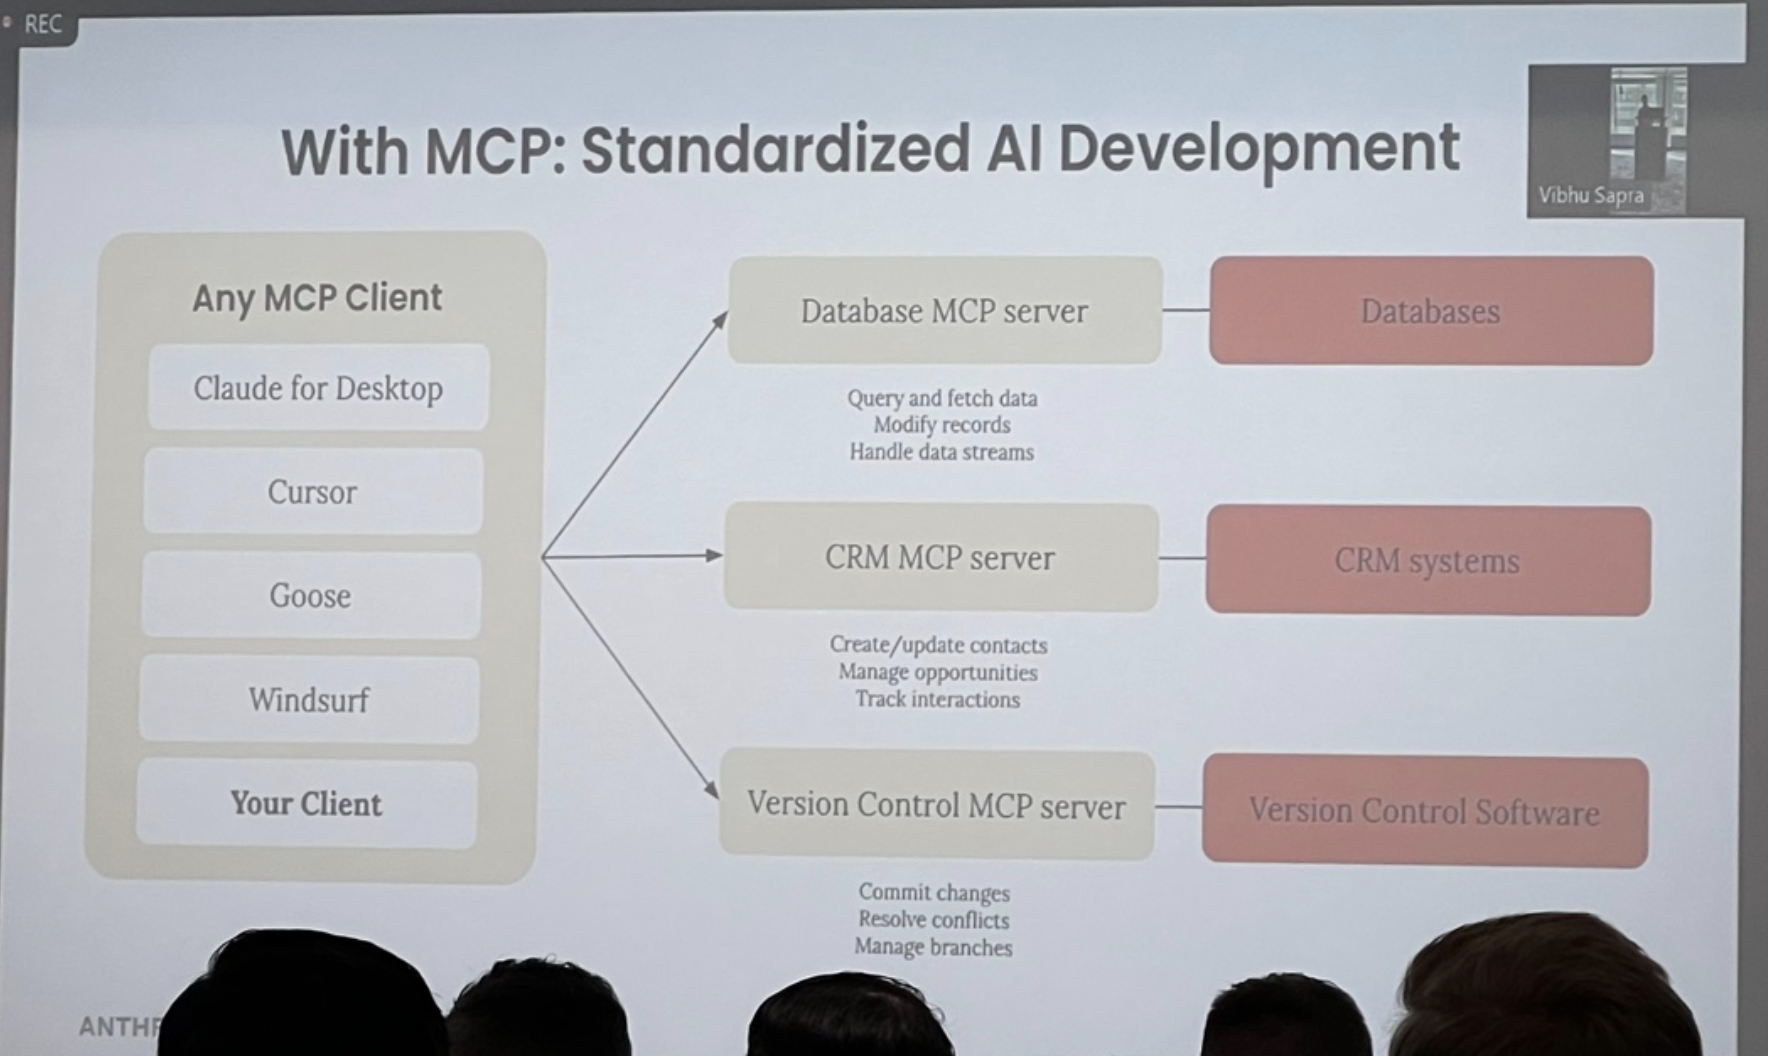 REC
With MCP: Standardized AI Development
Vibhu Sapra
Any MCP Client
Claude for Desktop
Cursor
Goose
Windsurf
Your Client
Database MCP server
Databases
Query and fetch data
Modify records
Handle data streams
CRM MCP server
CRM systems
Create/update contacts
Manage opportunities
Track interactions
Version Control MCP server
Version Control Software
Commit changes
Resolve conflicts
Manage branches